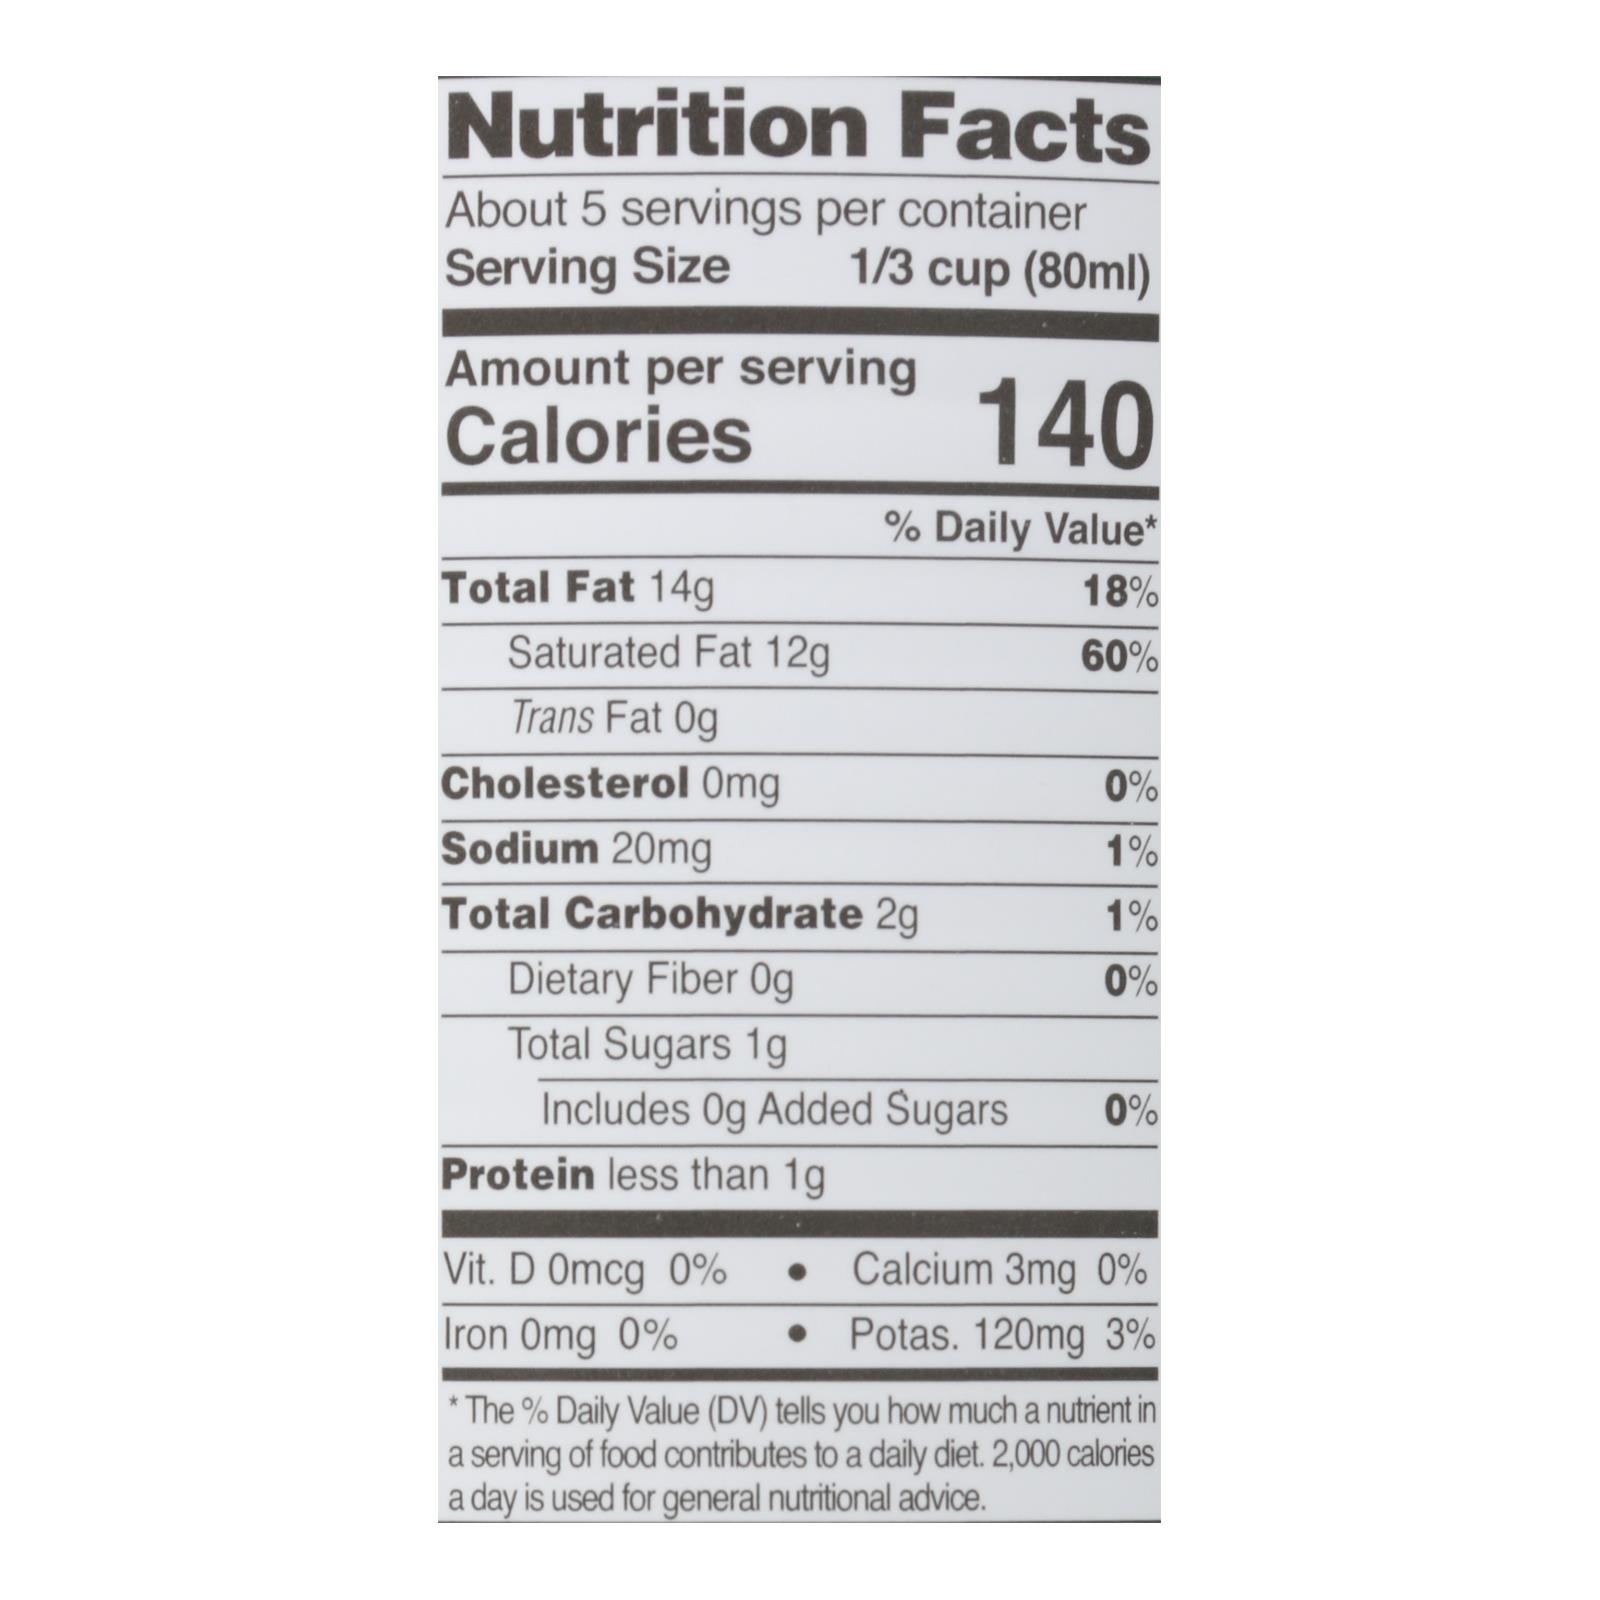 Nutrition Facts
About 5 servings per container
Serving Size 1/3 cup (80ml)
Amount per serving
Calories 140
% Daily Value*
Total Fat 14g 18%
Saturated Fat 12g 60%
Trans Fat 0g
Cholesterol 0mg 0%
Sodium 20mg 1%
Total Carbohydrate 2g 1%
Dietary Fiber 0g 0%
Total Sugars 1g
Includes 0g Added Sugars 0%
Protein less than 1g
Vit. D 0mcg 0% • Calcium 3mg 0%
Iron 0mg 0% • Potas. 120mg 3%
* The % Daily Value (DV) tells you how much a nutrient in
a serving of food contributes to a daily diet. 2,000 calories
a day is used for general nutritional advice.